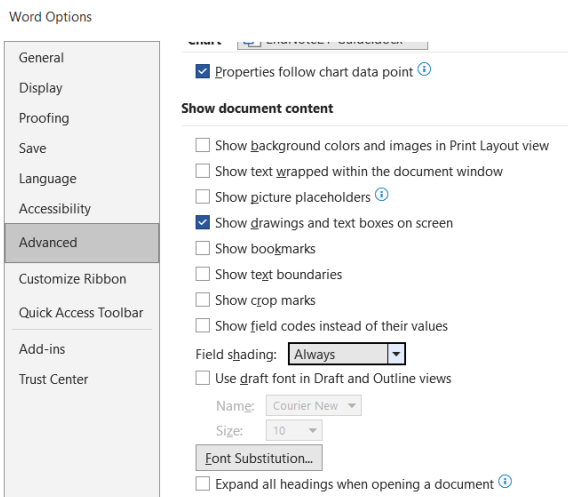 Word Options
General
Display
Proofing
Save
Language
Accessibility
Advanced
Customize Ribbon
Quick Access Toolbar
Add-ins
Trust Center
Properties follow chart data point
Show document content
Show background colors and images in Print Layout view
Show text wrapped within the document window
Show picture placeholders
Show drawings and text boxes on screen
Show bookmarks
Show text boundaries
Show crop marks
Show field codes instead of their values
Field shading: Always
Use draft font in Draft and Outline views
Name: Courier New
Size: 10
Font Substitution...
Expand all headings when opening a document